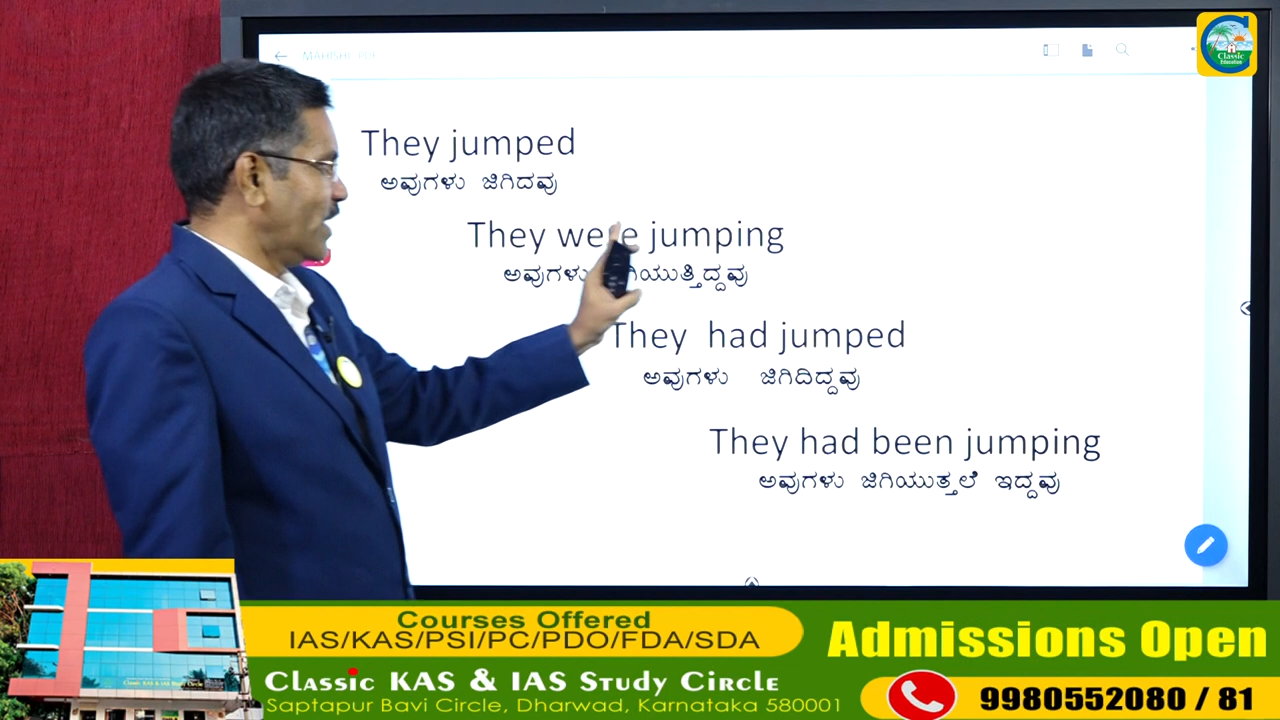 MAHISHI PDF
Classic
Education
They jumped
ಅವುಗಳು ಜಿಗಿದವು
They were jumping
ಅವುಗಳು ಜಿಗಿಯುತ್ತಿದ್ದವು
They had jumped
ಅವುಗಳು ಜಿಗಿದಿದ್ದವು
They had been jumping
ಅವುಗಳು ಜಿಗಿಯುತ್ತಲೆ ಇದ್ದವು
Courses Offered
IAS/KAS/PSI/PC/PDO/FDA/SDA
Admissions Open
Classic KAS & IAS Study Circle
Saptapur Bavi Circle, Dharwad, Karnataka 580001
9980552080 / 81